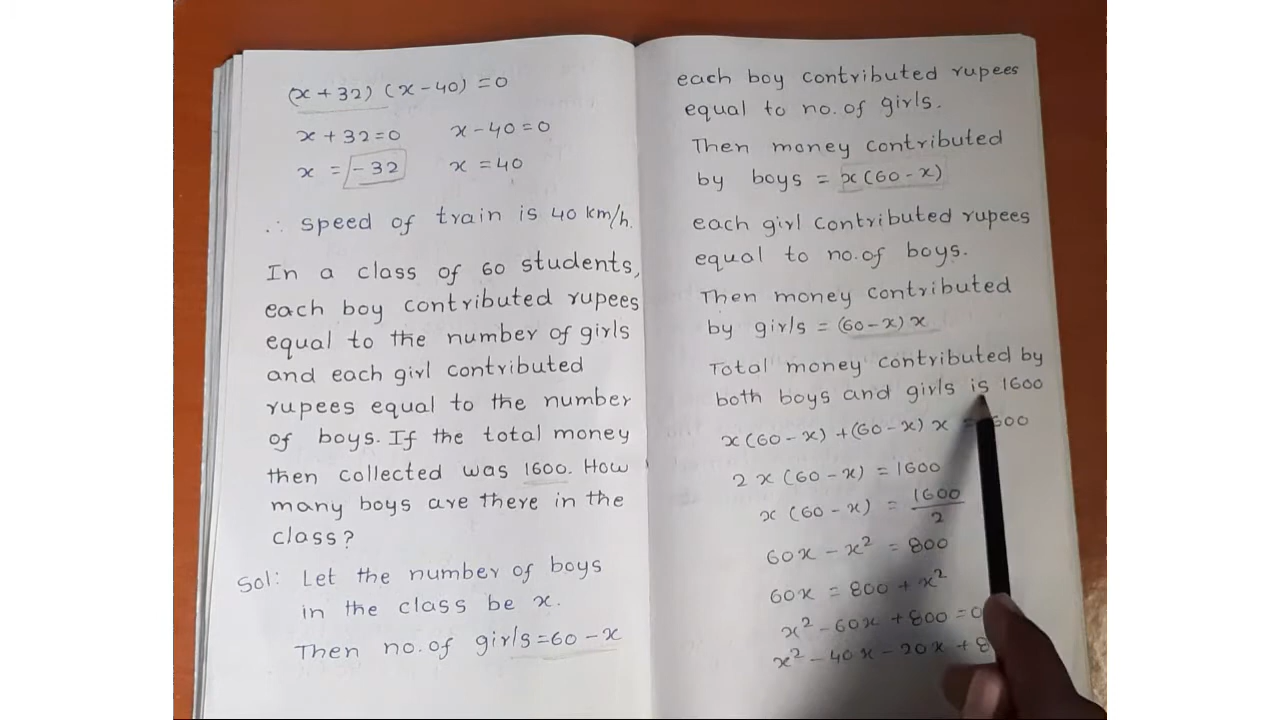 (x + 32) (x - 40) = 0
x + 32 = 0 x - 40 = 0
x = -32 x = 40
∴ speed of train is 40 km/h.
In a class of 60 students,
each boy contributed rupees
equal to the number of girls
and each girl contributed
rupees equal to the number
of boys. If the total money
then collected was 1600. How
many boys are there in the
class?
Sol: Let the number of boys
in the class be x.
Then no. of girls = 60 - x
each boy contributed rupees
equal to no. of girls.
Then money contributed
by boys = x(60 - x)
each girl contributed rupees
equal to no. of boys.
Then money contributed
by girls = (60 - x) x
Total money contributed by
both boys and girls is 1600
x(60 - x) + (60 - x) x = 600
2 x (60 - x) = 1600
x (60 - x) = 1600/2
60x - x² = 800
60x = 800 + x²
x² - 60x + 800 = 0
x² - 40x - 20x + 8